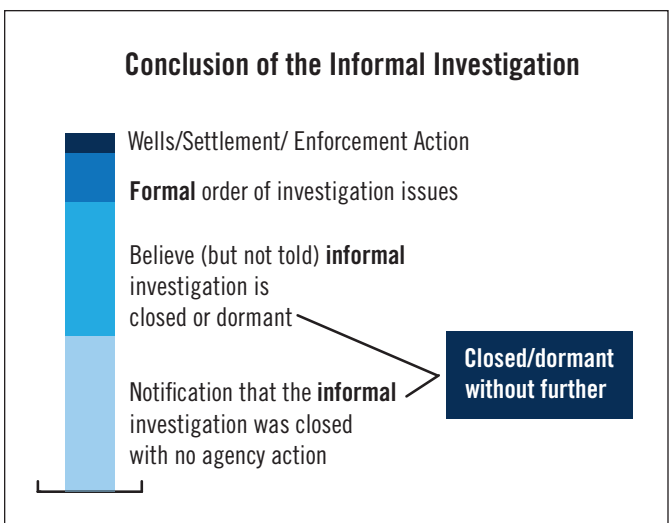 Conclusion of the Informal Investigation
Wells/Settlement/ Enforcement Action
Formal order of investigation issues
Believe (but not told) informal
investigation is
closed or dormant
Closed/dormant
without further
Notification that the informal
investigation was closed
with no agency action